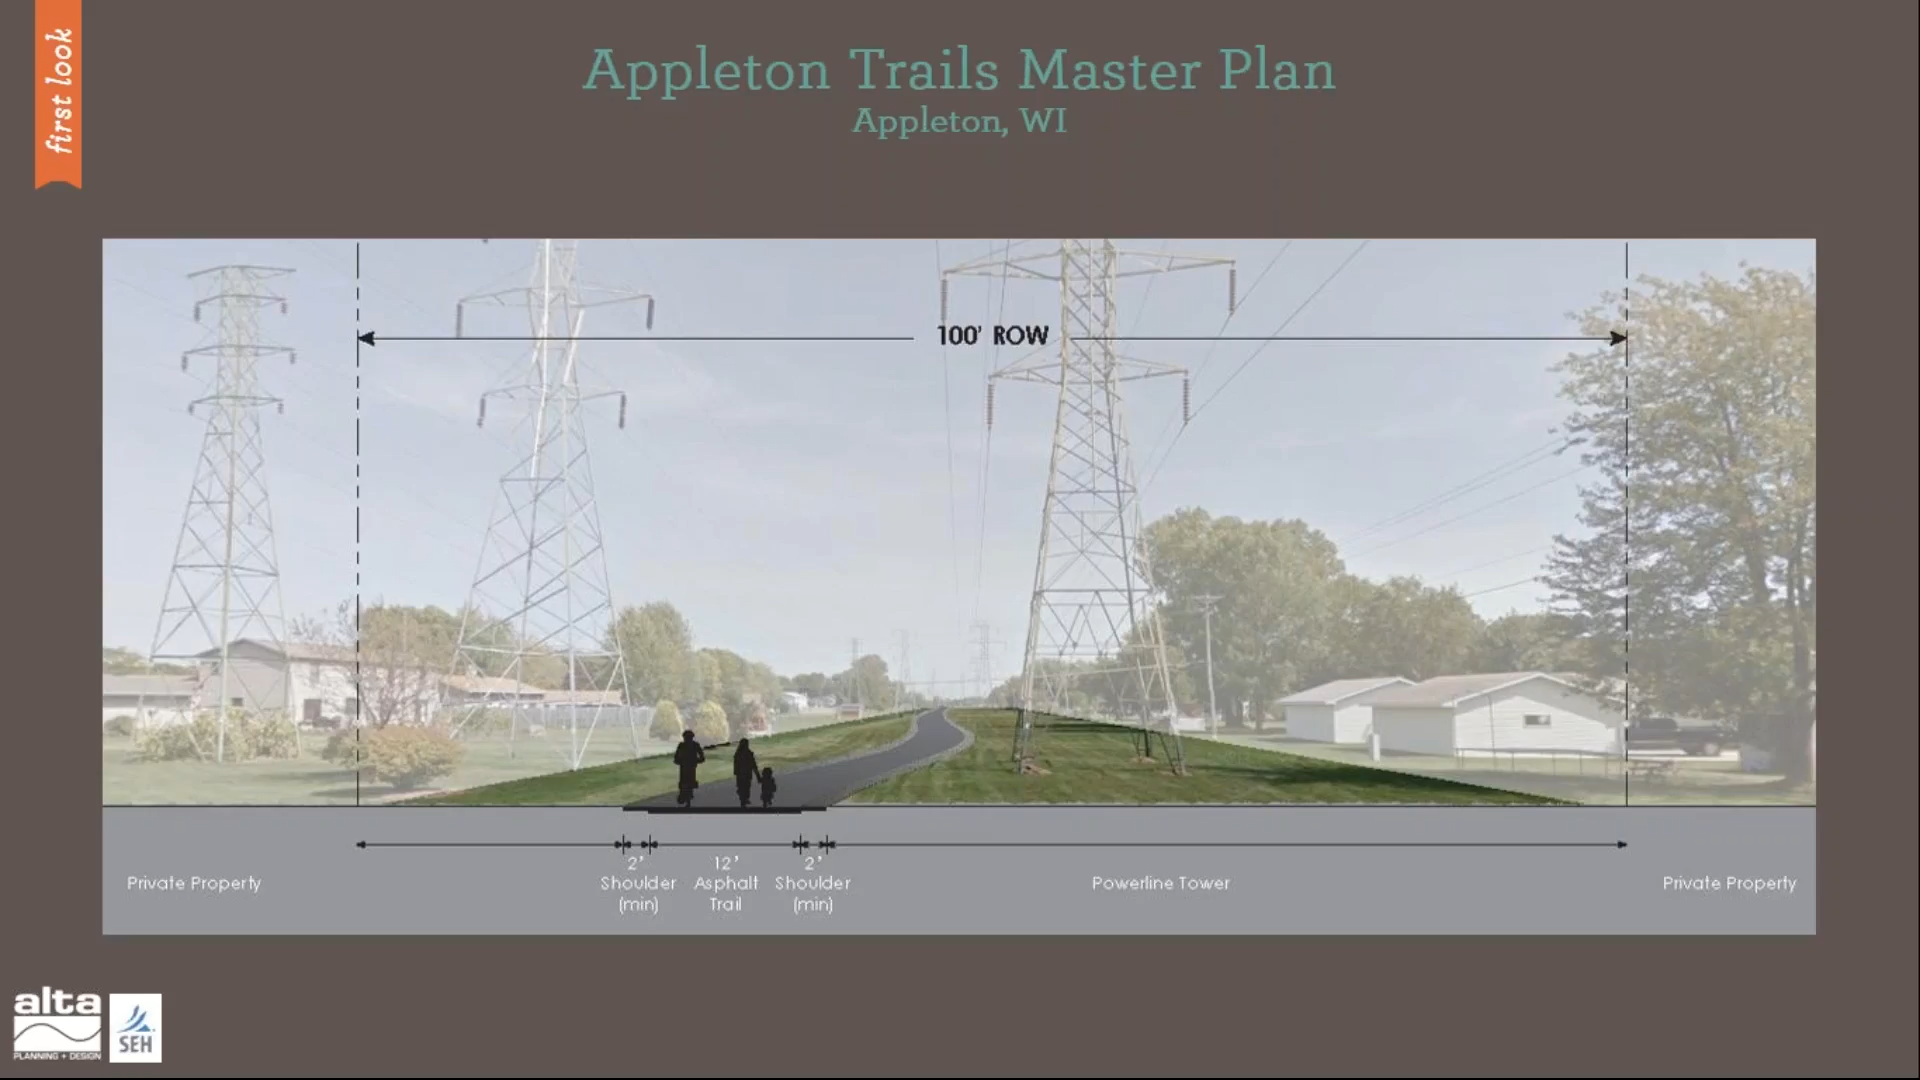 first look
Appleton Trails Master Plan
Appleton, WI
100' ROW
Private Property
2'
Shoulder
(min)
12'
Asphalt
Trail
2'
Shoulder
(min)
Powerline Tower
Private Property
alta
PLANNING + DESIGN
SEH